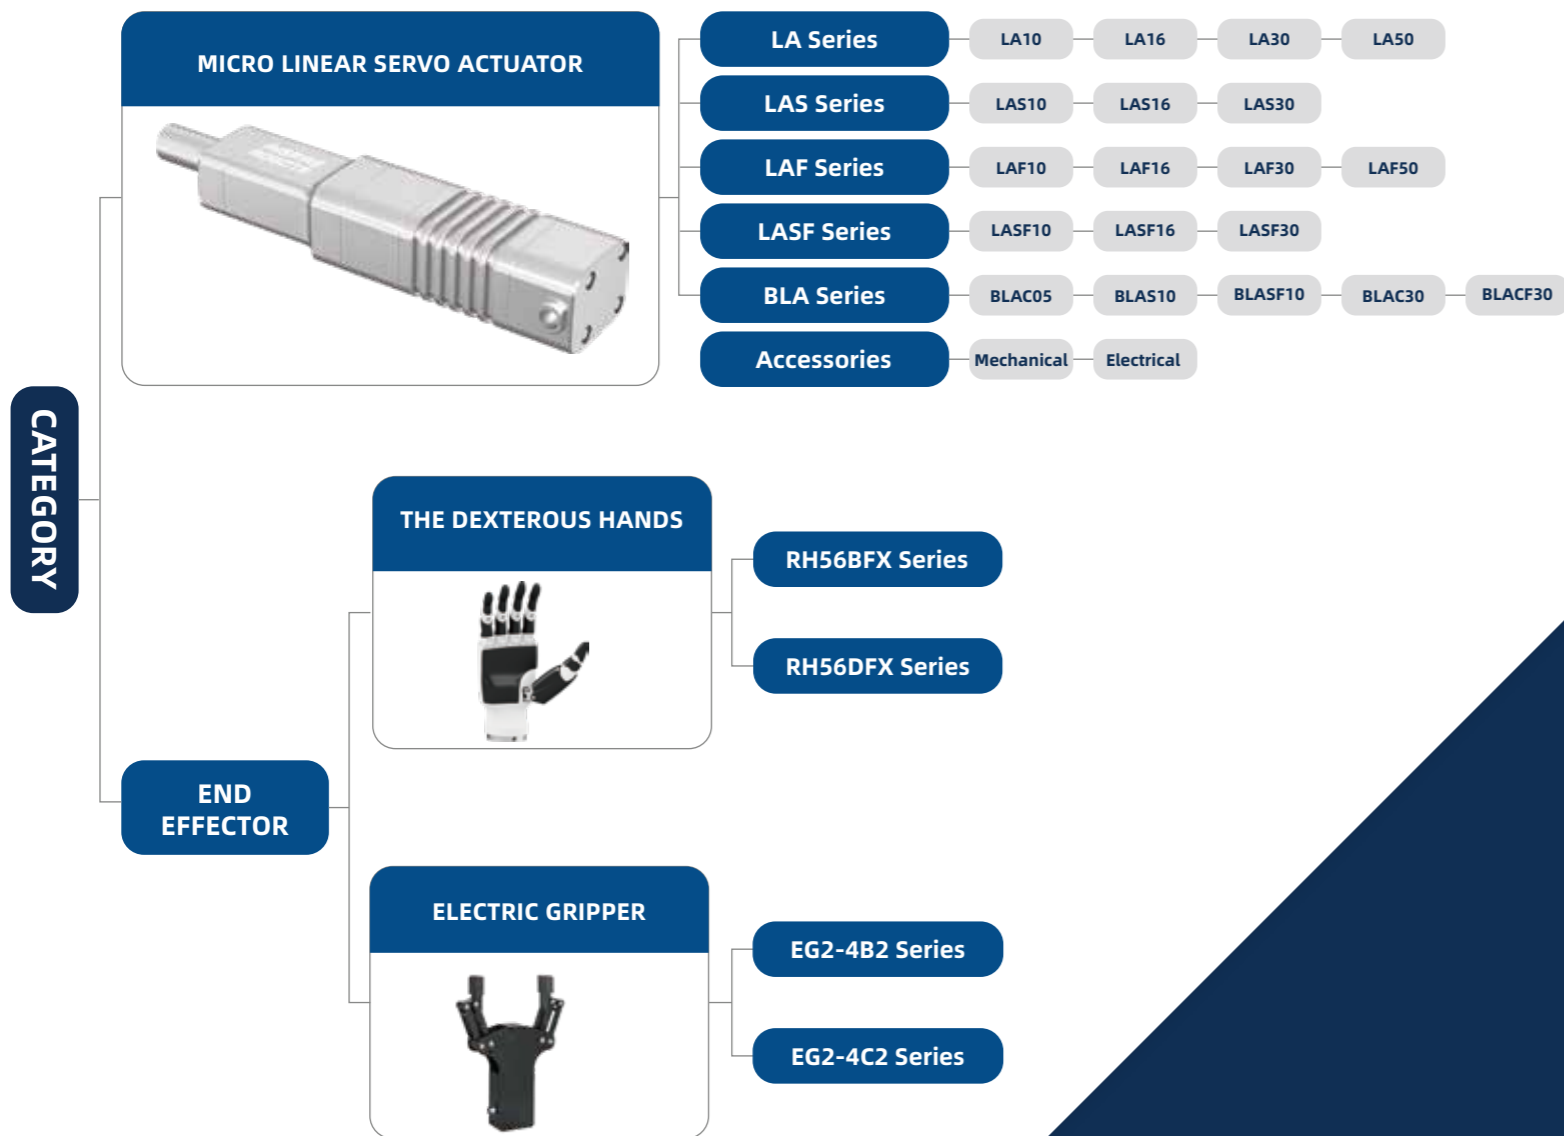 CATEGORY
MICRO LINEAR SERVO ACTUATOR
LA Series
LA10
LA16
LA30
LA50
LAS Series
LAS10
LAS16
LAS30
LAF Series
LAF10
LAF16
LAF30
LAF50
LASF Series
LASF10
LASF16
LASF30
BLA Series
BLAC05
BLAS10
BLASF10
BLAC30
BLACF30
Accessories
Mechanical
Electrical
END
EFFECTOR
THE DEXTEROUS HANDS
RH56BFX Series
RH56DFX Series
ELECTRIC GRIPPER
EG2-4B2 Series
EG2-4C2 Series